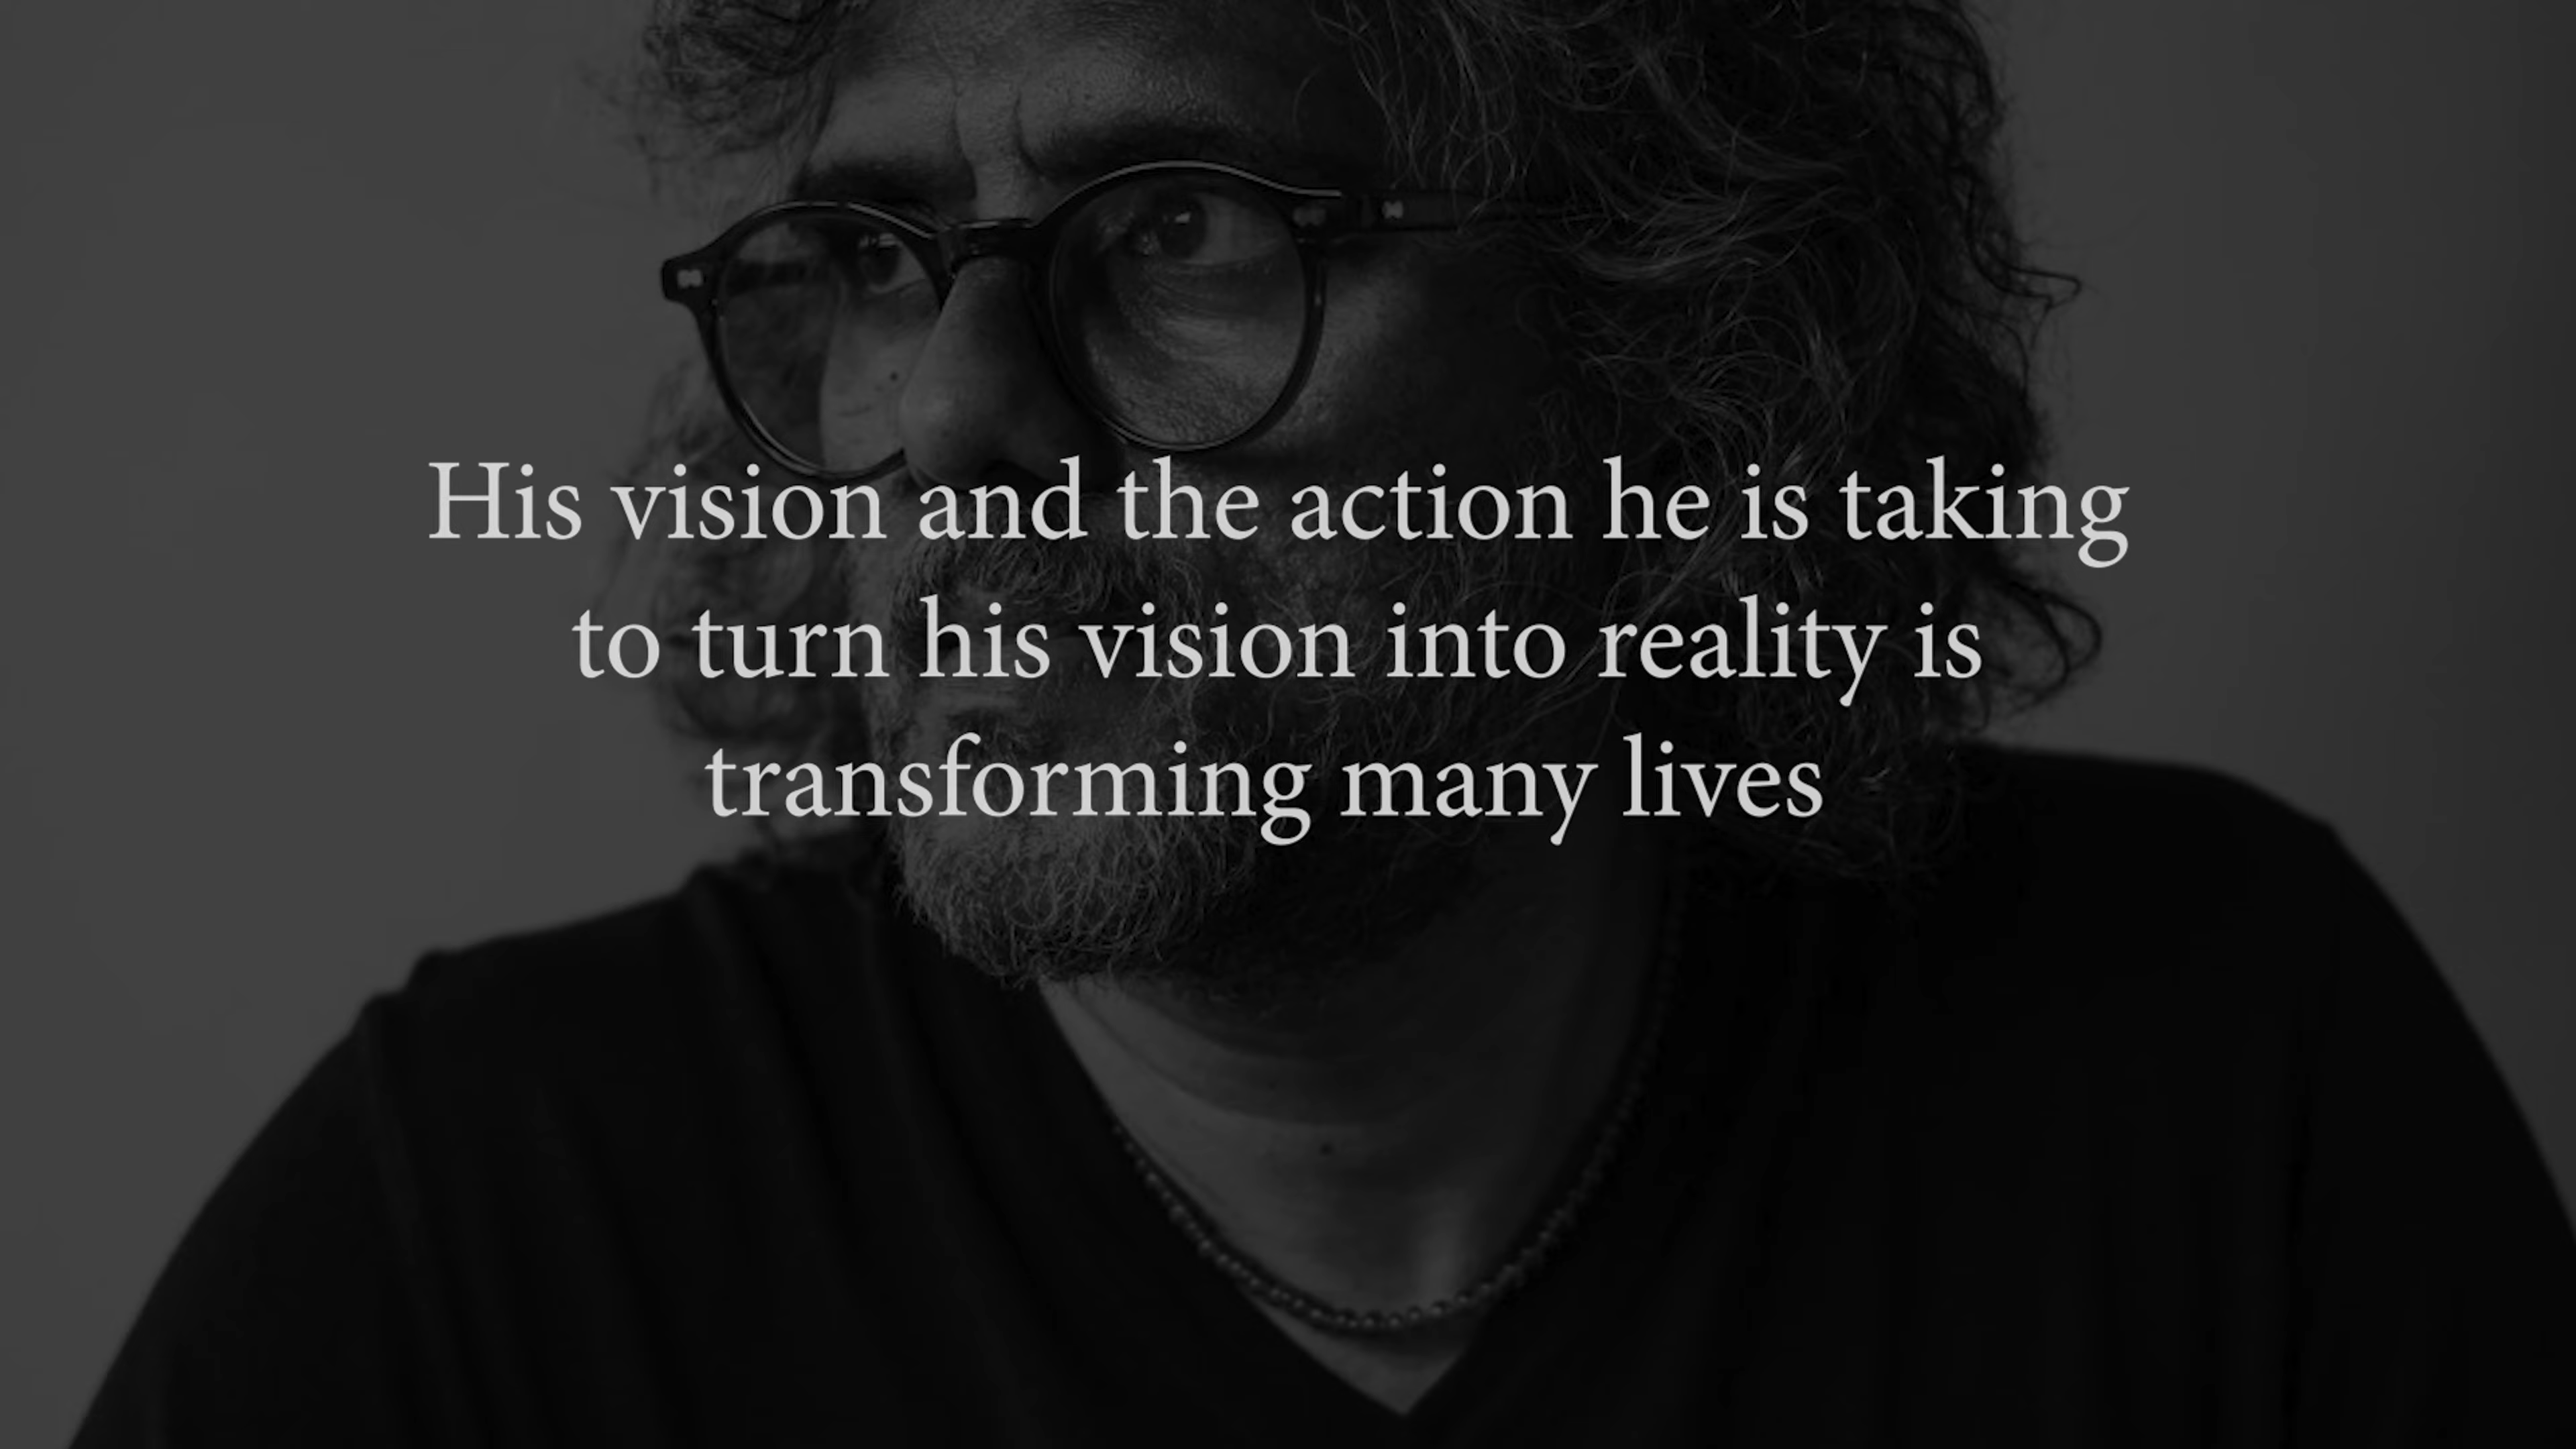 His vision and the action he is taking
to turn his vision into reality is
transforming many lives